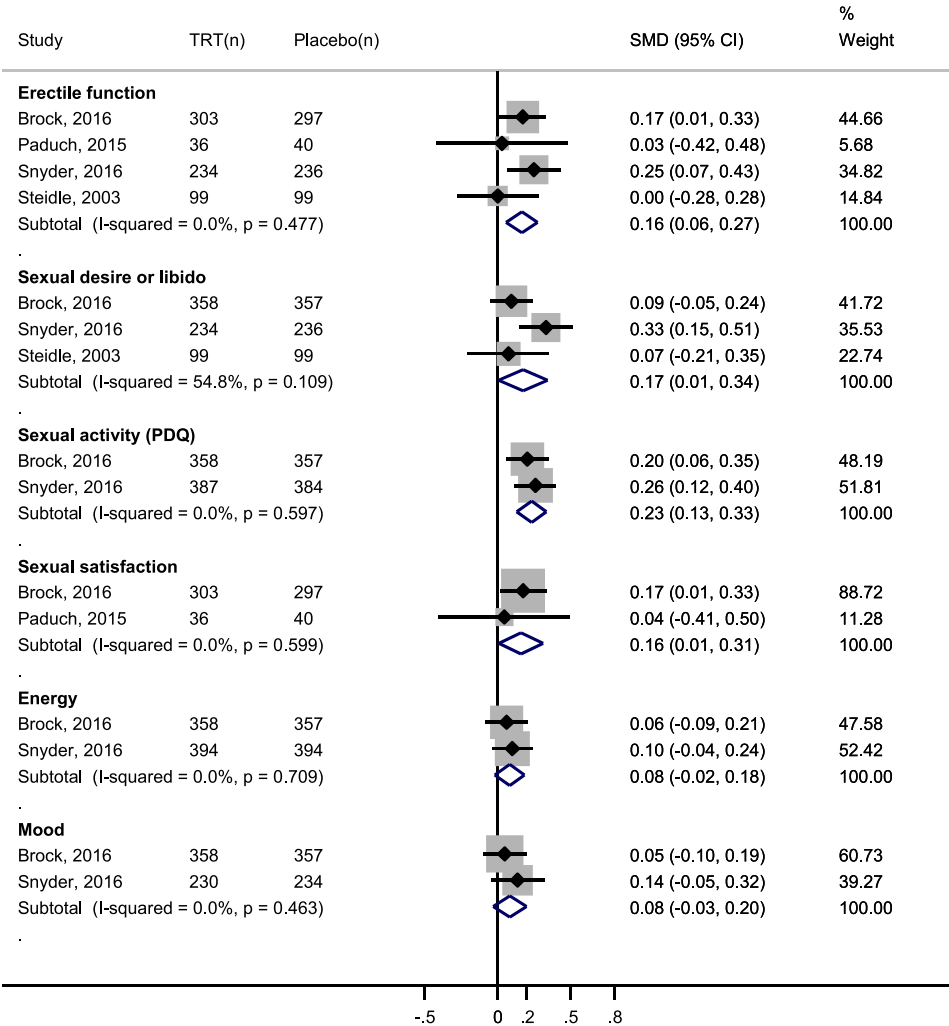 %
Study TRT(n) Placebo(n) SMD (95% CI) Weight
Erectile function
Brock, 2016 303 297 0.17 (0.01, 0.33) 44.66
Paduch, 2015 36 40 0.03 (-0.42, 0.48) 5.68
Snyder, 2016 234 236 0.25 (0.07, 0.43) 34.82
Steidle, 2003 99 99 0.00 (-0.28, 0.28) 14.84
Subtotal (I-squared = 0.0%, p = 0.477) 0.16 (0.06, 0.27) 100.00
.
Sexual desire or libido
Brock, 2016 358 357 0.09 (-0.05, 0.24) 41.72
Snyder, 2016 234 236 0.33 (0.15, 0.51) 35.53
Steidle, 2003 99 99 0.07 (-0.21, 0.35) 22.74
Subtotal (I-squared = 54.8%, p = 0.109) 0.17 (0.01, 0.34) 100.00
.
Sexual activity (PDQ)
Brock, 2016 358 357 0.20 (0.06, 0.35) 48.19
Snyder, 2016 387 384 0.26 (0.12, 0.40) 51.81
Subtotal (I-squared = 0.0%, p = 0.597) 0.23 (0.13, 0.33) 100.00
.
Sexual satisfaction
Brock, 2016 303 297 0.17 (0.01, 0.33) 88.72
Paduch, 2015 36 40 0.04 (-0.41, 0.50) 11.28
Subtotal (I-squared = 0.0%, p = 0.599) 0.16 (0.01, 0.31) 100.00
.
Energy
Brock, 2016 358 357 0.06 (-0.09, 0.21) 47.58
Snyder, 2016 394 394 0.10 (-0.04, 0.24) 52.42
Subtotal (I-squared = 0.0%, p = 0.709) 0.08 (-0.02, 0.18) 100.00
.
Mood
Brock, 2016 358 357 0.05 (-0.10, 0.19) 60.73
Snyder, 2016 230 234 0.14 (-0.05, 0.32) 39.27
Subtotal (I-squared = 0.0%, p = 0.463) 0.08 (-0.03, 0.20) 100.00
.
-.5 0 .2 .5 .8